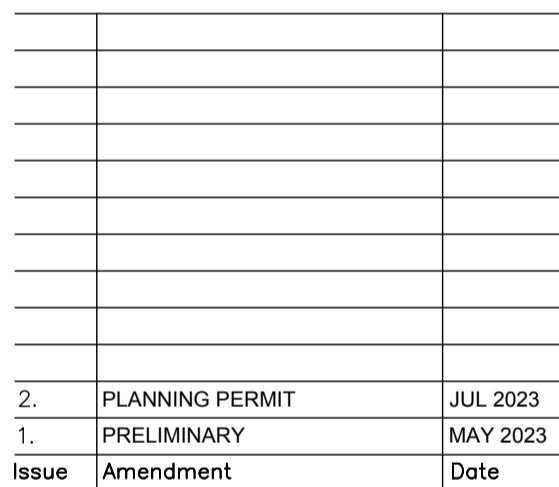 2. PLANNING PERMIT JUL 2023
1. PRELIMINARY MAY 2023
Issue Amendment Date